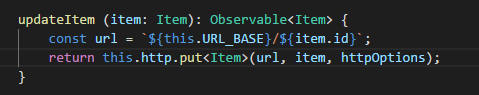 updateItem (item: Item): Observable<Item> {
    const url = `${this.URL_BASE}/${item.id}`;
    return this.http.put<Item>(url, item, httpOptions);
}